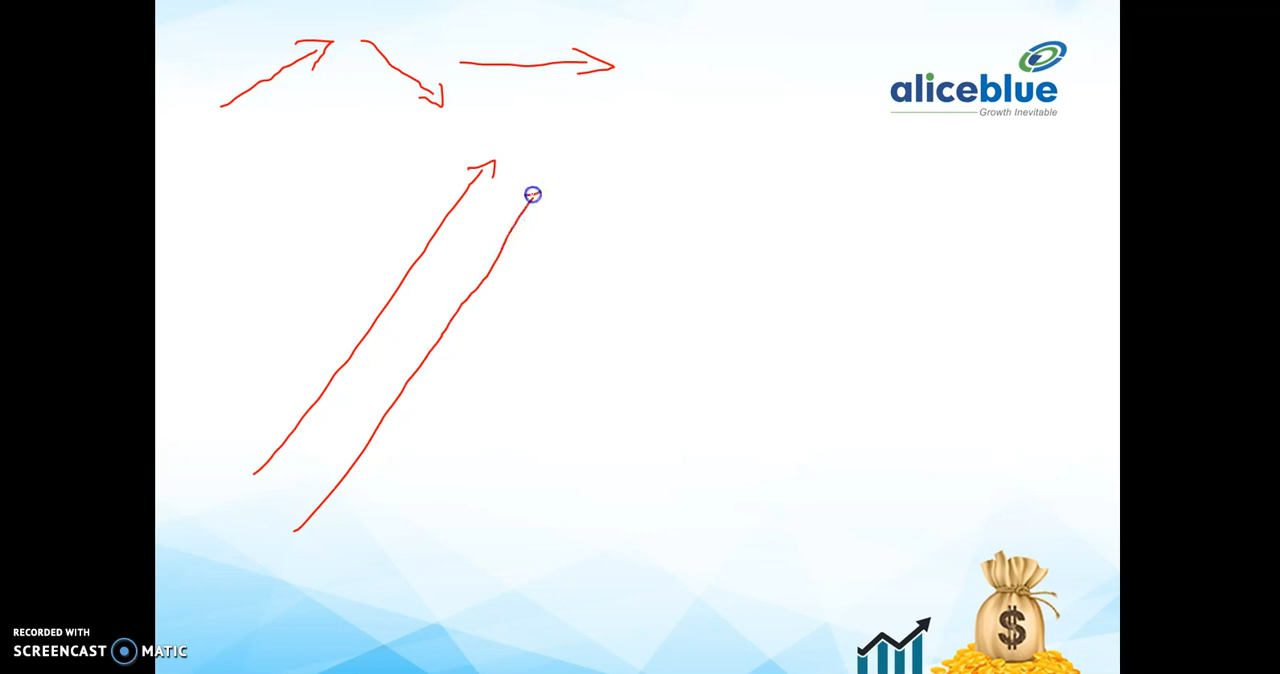 aliceblue
Growth Inevitable
$
RECORDED WITH
SCREENCAST MATIC